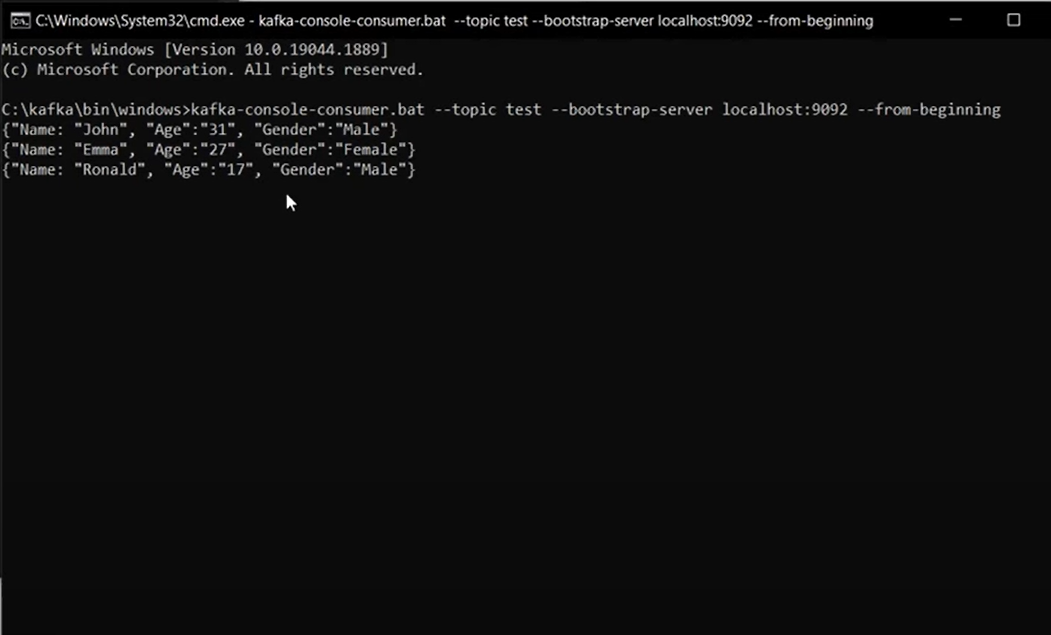 C:\Windows\System32\cmd.exe - kafka-console-consumer.bat --topic test --bootstrap-server localhost:9092 --from-beginning
Microsoft Windows [Version 10.0.19044.1889]
(c) Microsoft Corporation. All rights reserved.
C:\kafka\bin\windows>kafka-console-consumer.bat --topic test --bootstrap-server localhost:9092 --from-beginning
{"Name: "John", "Age":"31", "Gender":"Male"}
{"Name: "Emma", "Age":"27", "Gender":"Female"}
{"Name: "Ronald", "Age":"17", "Gender":"Male"}